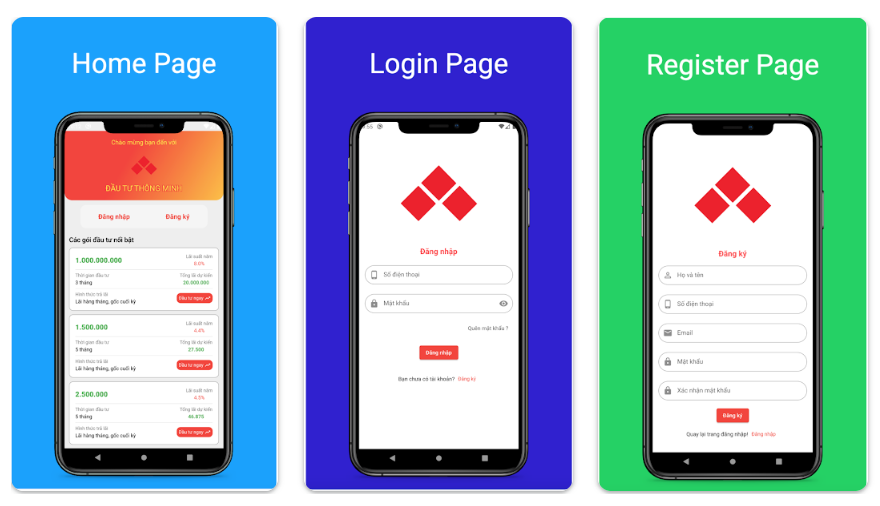 Home Page
Chào mừng bạn đến với
ĐẦU TƯ THÔNG MINH
Đăng nhập
Đăng ký
Các gói đầu tư nổi bật
1.000.000.000
Lãi suất năm
8.0%
Thời gian đầu tư
Tổng lãi dự kiến
3 tháng
20.000.000
Hình thức trả lãi
Lãi hàng tháng, gốc cuối kỳ
Đầu tư ngay
1.500.000
Lãi suất năm
4.4%
Thời gian đầu tư
Tổng lãi dự kiến
5 tháng
27.500
Hình thức trả lãi
Lãi hàng tháng, gốc cuối kỳ
Đầu tư ngay
2.500.000
Lãi suất năm
4.5%
Thời gian đầu tư
Tổng lãi dự kiến
5 tháng
46.875
Hình thức trả lãi
Lãi hàng tháng, gốc cuối kỳ
Đầu tư ngay
Login Page
Đăng nhập
Số điện thoại
Mật khẩu
Quên mật khẩu ?
Đăng nhập
Bạn chưa có tài khoản? Đăng ký
Register Page
Đăng ký
Họ và tên
Số điện thoại
Email
Mật khẩu
Xác nhận mật khẩu
Đăng ký
Quay lại trang đăng nhập! Đăng nhập